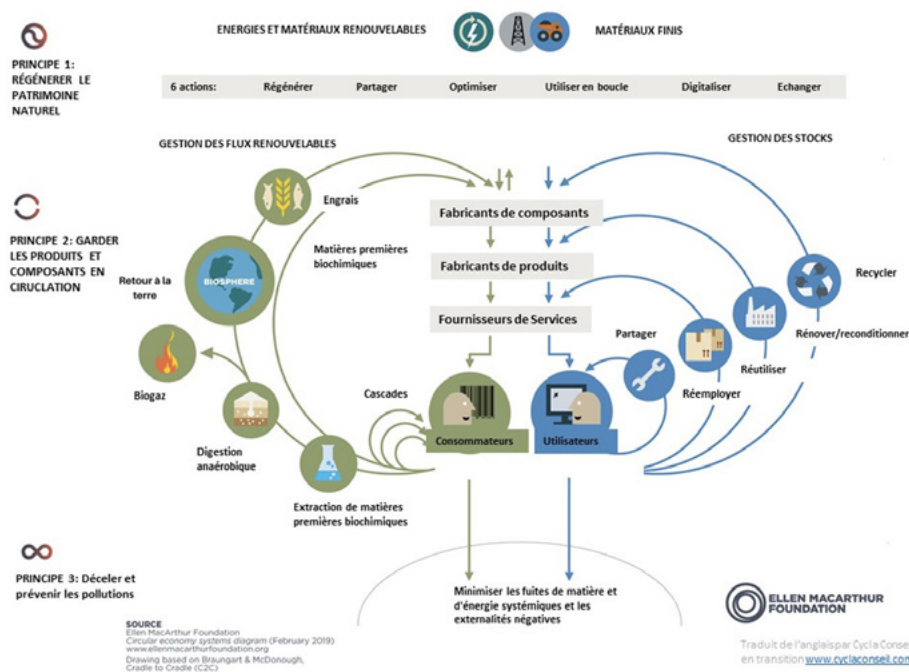 ENERGIES ET MATÉRIAUX RENOUVELABLES
MATÉRIAUX FINIS
PRINCIPE 1:
RÉGÉNERER LE
PATRIMOINE
NATUREL
6 actions: Régénérer Partager Optimiser Utiliser en boucle Digitaliser Echanger
GESTION DES FLUX RENOUVELABLES
GESTION DES STOCKS
PRINCIPE 2: GARDER
LES PRODUITS ET
COMPOSANTS EN
CIRUCLATION
Engrais
Matières premières
biochimiques
Retour à la
terre
BIOSPHERE
Biogaz
Digestion
anaérobique
Extraction de matières
premières biochimiques
Cascades
Fabricants de composants
Fabricants de produits
Fournisseurs de Services
Consommateurs
Utilisateurs
Partager
Réemployer
Réutiliser
Rénover/reconditionner
Recycler
PRINCIPE 3: Déceler et
prévenir les pollutions
Minimiser les fuites de matière et
d'énergie systémiques et les
externalités négatives
SOURCE
Ellen MacArthur Foundation
Circular economy systems diagram (February 2019)
www.ellenmacarthurfoundation.org
Drawing based on Braungart & McDonough,
Cradle to Cradle (C2C)
ELLEN MACARTHUR
FOUNDATION
Traduit de l'anglais par Cycla Conse
en transition www.cyclaconseil.com